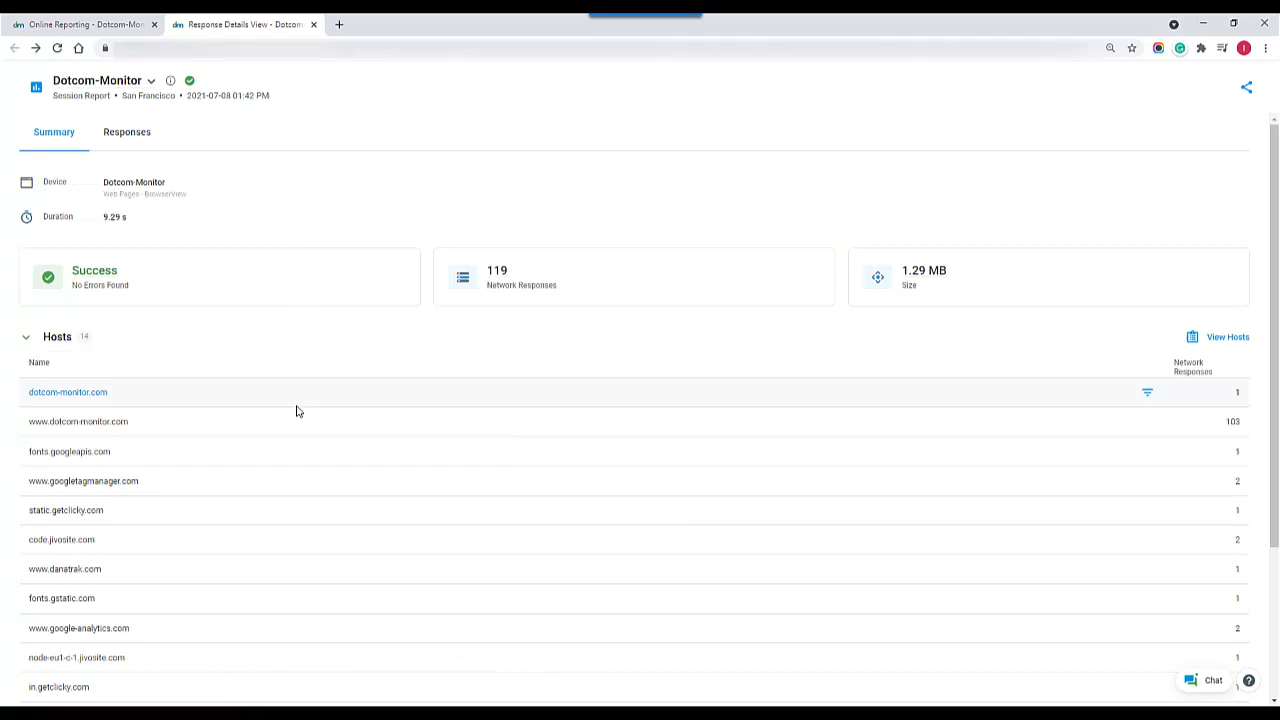 Online Reporting - Dotcom-Mon
Response Details View - Dotcom-
Dotcom-Monitor
Session Report • San Francisco • 2021-07-08 01:42 PM
Summary
Responses
Device
Dotcom-Monitor
Web Pages - BrowserView
Duration
9.29 s
Success
No Errors Found
119
Network Responses
1.29 MB
Size
Hosts 14
View Hosts
Name
Network
Responses
dotcom-monitor.com 1
www.dotcom-monitor.com 103
fonts.googleapis.com 1
www.googletagmanager.com 2
static.getclicky.com 1
code.jivosite.com 2
www.danatrak.com 1
fonts.gstatic.com 1
www.google-analytics.com 2
node-eu1-c-1.jivosite.com 1
in.getclicky.com
Chat